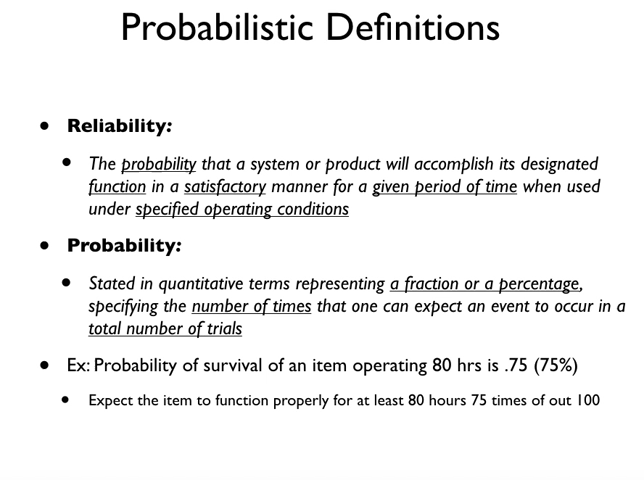 Probabilistic Definitions
• Reliability:
• The probability that a system or product will accomplish its designated
function in a satisfactory manner for a given period of time when used
under specified operating conditions
• Probability:
• Stated in quantitative terms representing a fraction or a percentage,
specifying the number of times that one can expect an event to occur in a
total number of trials
• Ex: Probability of survival of an item operating 80 hrs is .75 (75%)
• Expect the item to function properly for at least 80 hours 75 times of out 100